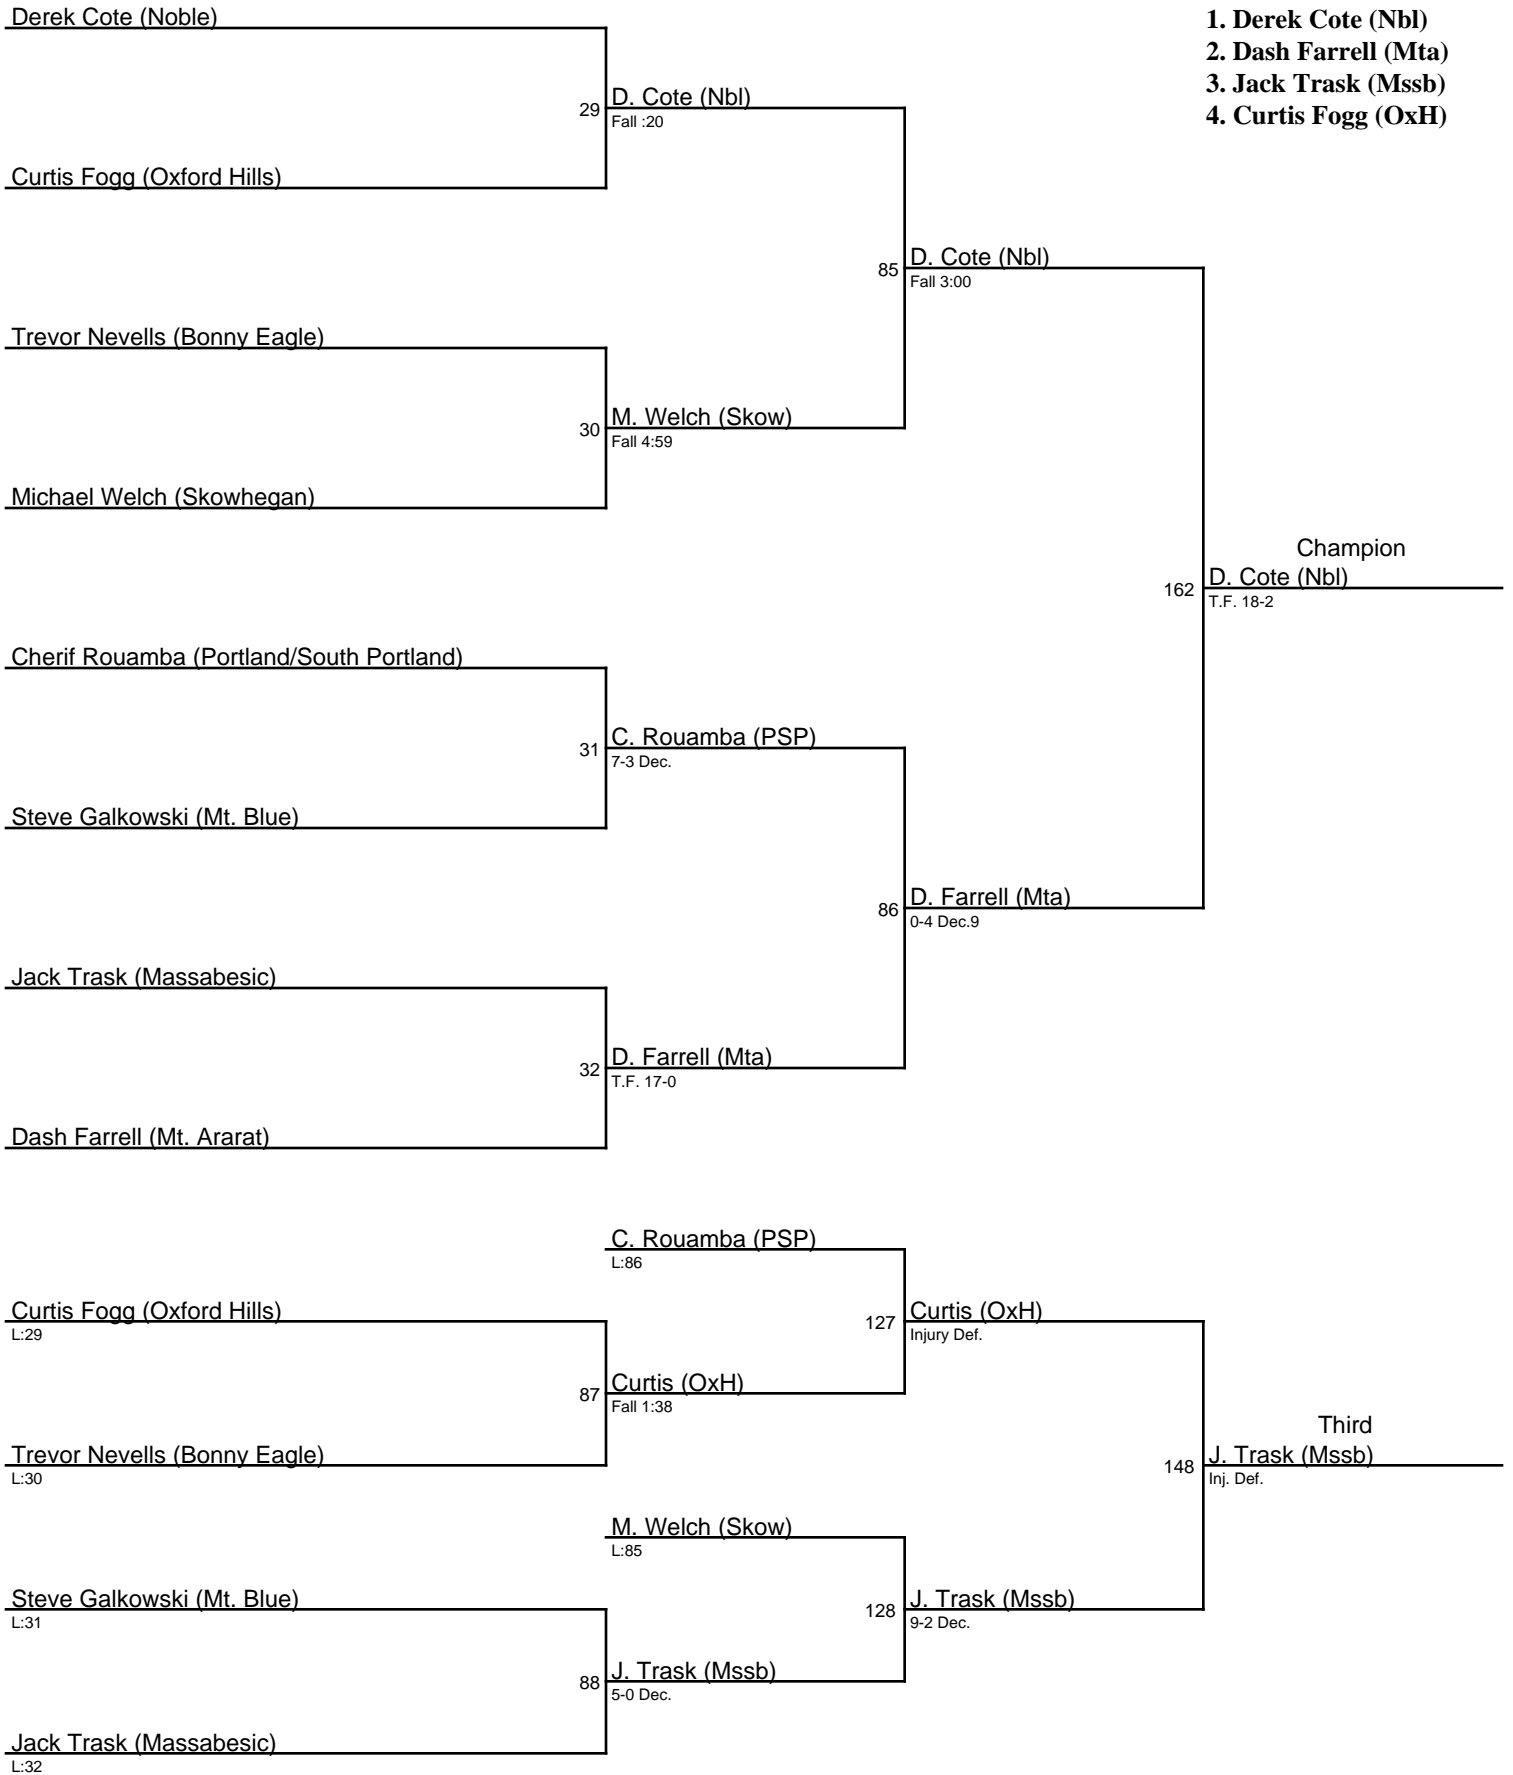 Derek Cote (Noble)
1. Derek Cote (Nbl)
2. Dash Farrell (Mta)
3. Jack Trask (Mssb)
4. Curtis Fogg (OxH)
29
D. Cote (Nbl)
Fall :20
Curtis Fogg (Oxford Hills)
85
D. Cote (Nbl)
Fall 3:00
Trevor Nevells (Bonny Eagle)
30
M. Welch (Skow)
Fall 4:59
Michael Welch (Skowhegan)
Champion
162
D. Cote (Nbl)
T.F. 18-2
Cherif Rouamba (Portland/South Portland)
31
C. Rouamba (PSP)
7-3 Dec.
Steve Galkowski (Mt. Blue)
86
D. Farrell (Mta)
0-4 Dec.9
Jack Trask (Massabesic)
32
D. Farrell (Mta)
T.F. 17-0
Dash Farrell (Mt. Ararat)
C. Rouamba (PSP)
L:86
Curtis Fogg (Oxford Hills)
L:29
127
Curtis (OxH)
Injury Def.
87
Curtis (OxH)
Fall 1:38
Trevor Nevells (Bonny Eagle)
L:30
Third
148
J. Trask (Mssb)
Inj. Def.
M. Welch (Skow)
L:85
Steve Galkowski (Mt. Blue)
L:31
128
J. Trask (Mssb)
9-2 Dec.
88
J. Trask (Mssb)
5-0 Dec.
Jack Trask (Massabesic)
L:32